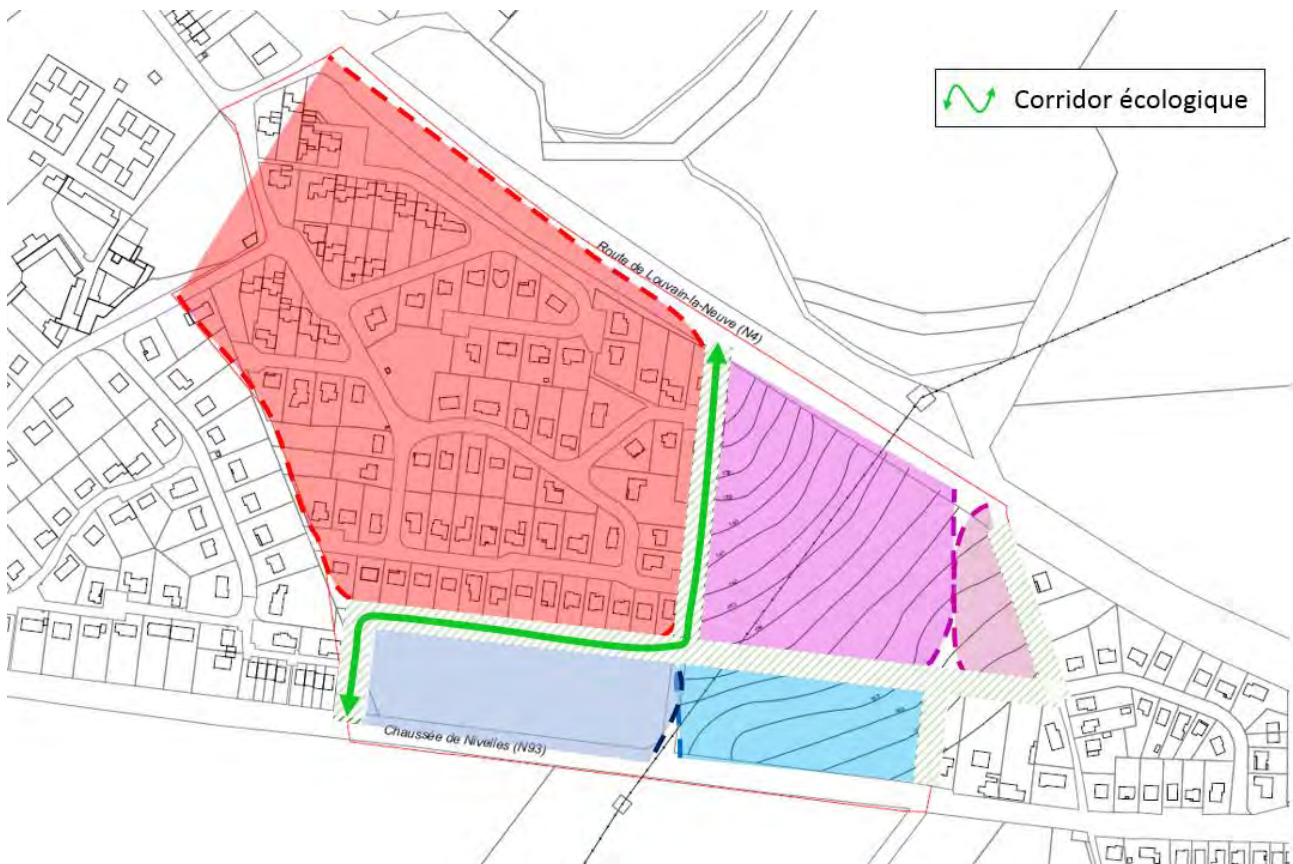 Corridor écologique
Route de Louvain-la-Neuve (N4)
Chaussée de Nivelles (N93)